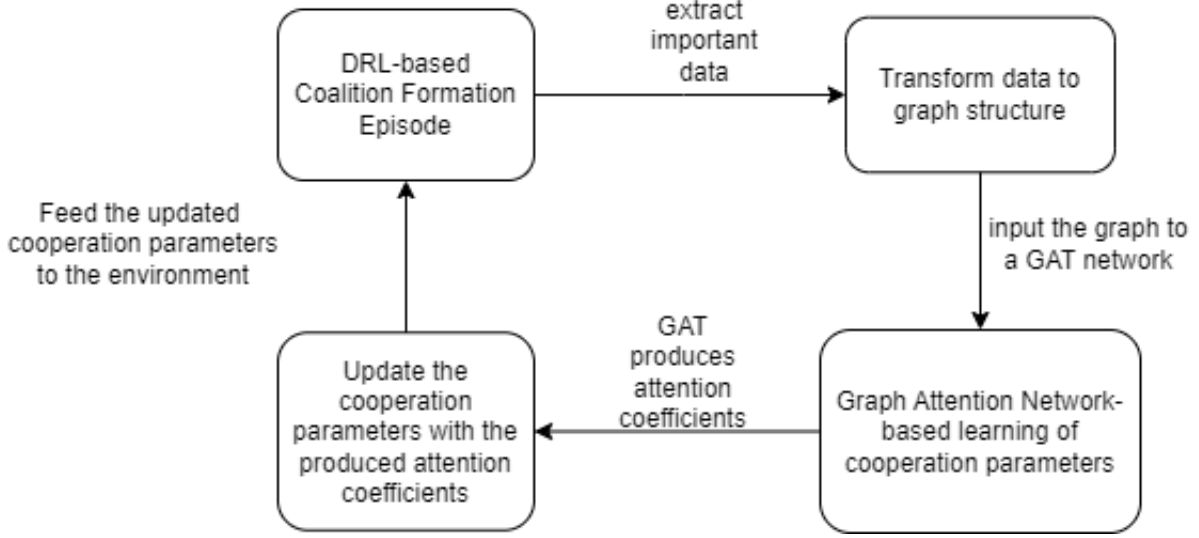 extract
important
data
DRL-based
Coalition Formation
Episode
Transform data to
graph structure
Feed the updated
cooperation parameters
to the environment
input the graph to
a GAT network
GAT
produces
attention
coefficients
Update the
cooperation
parameters with the
produced attention
coefficients
Graph Attention Network-
based learning of
cooperation parameters